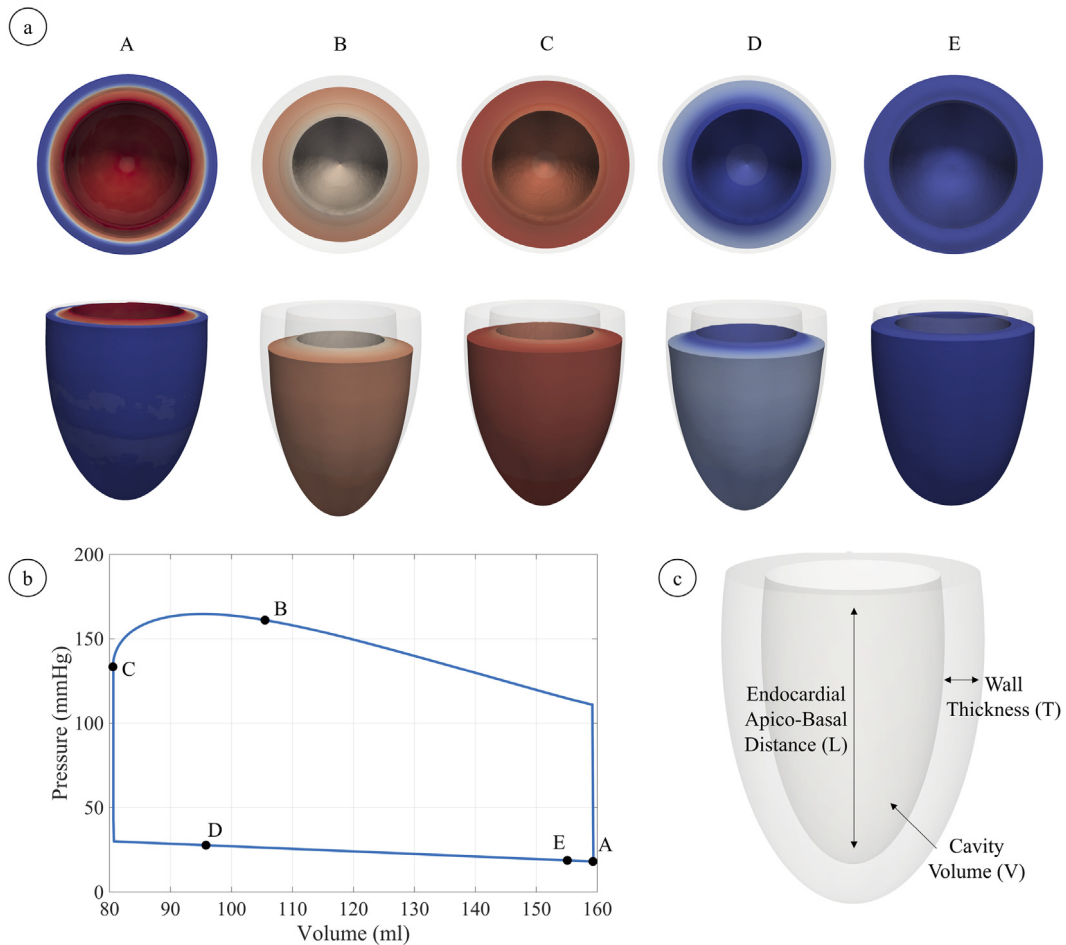 a
A B C D E
b
200
150
100
50
0
Pressure (mmHg)
B
C
D
E
A
80 90 100 110 120 130 140 150 160
Volume (ml)
c
Endocardial
Apico-Basal
Distance (L)
Wall
Thickness (T)
Cavity
Volume (V)